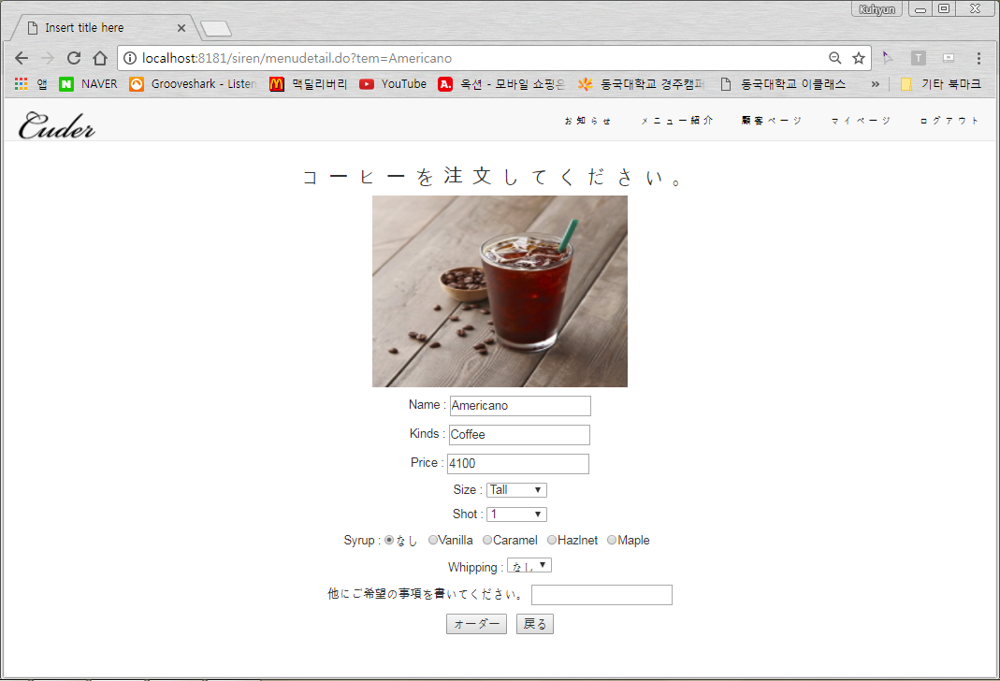 Kuhyun
Insert title here
localhost:8181/siren/menudetail.do?tem=Americano
앱 NAVER Grooveshark - Listen 맥딜리버리 YouTube 옥션 - 모바일 쇼핑은 동국대학교 경주캠퍼 동국대학교 이클래스 » 기타 북마크
Cuder お知らせ メニュー紹介 顧客ページ マイページ ログアウト
コーヒーを注文してください。
Name : Americano
Kinds : Coffee
Price : 4100
Size : Tall
Shot : 1
Syrup : なし Vanilla Caramel Hazlnet Maple
Whipping : なし
他にご希望の事項を書いてください。
オーダー 戻る